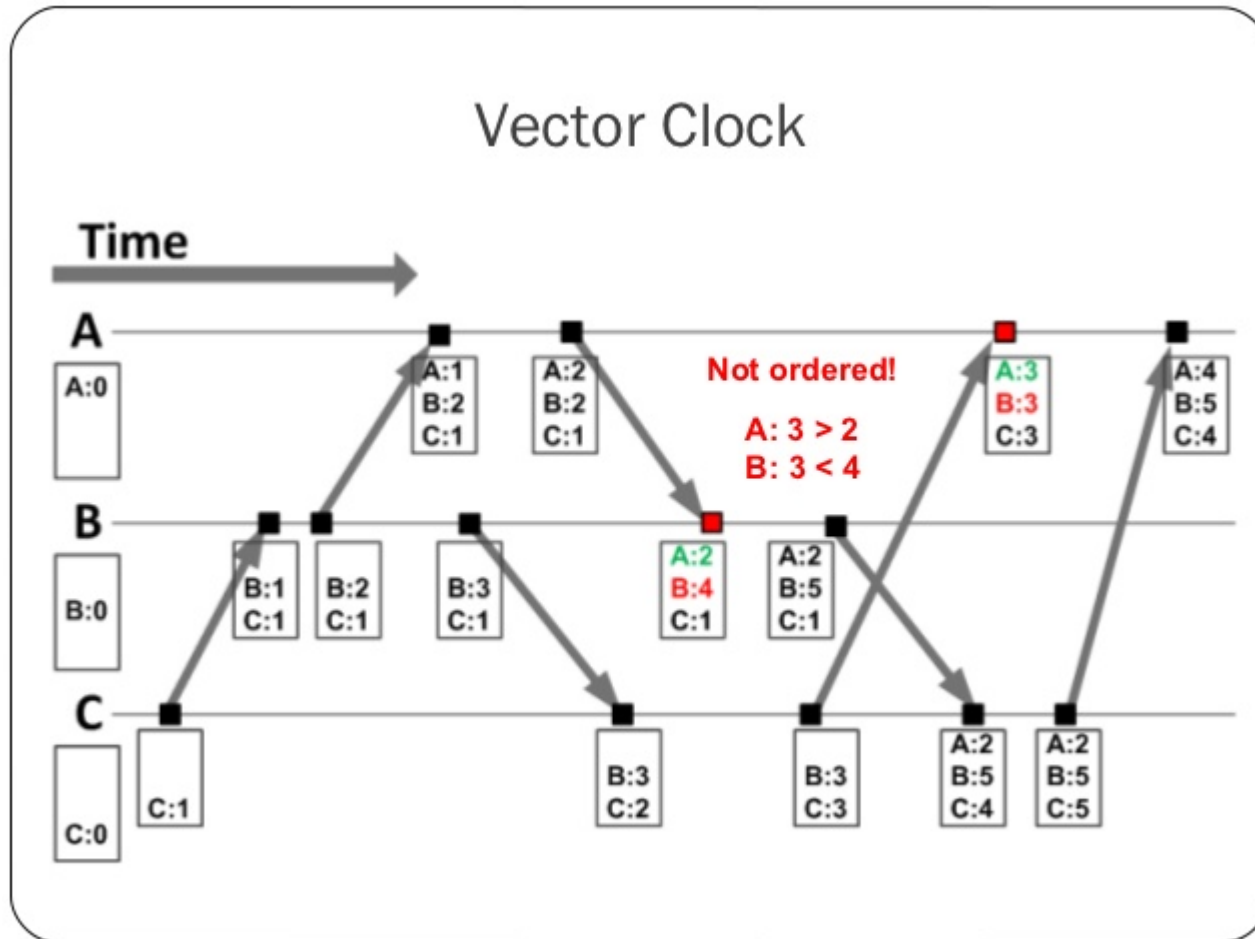 Vector Clock
Time
A
A:0
A:1
B:2
C:1
A:2
B:2
C:1
Not ordered!
A: 3 > 2
B: 3 < 4
A:3
B:3
C:3
A:4
B:5
C:4
B
B:0
B:1
C:1
B:2
C:1
B:3
C:1
A:2
B:4
C:1
A:2
B:5
C:1
C
C:0
C:1
B:3
C:2
B:3
C:3
A:2
B:5
C:4
A:2
B:5
C:5